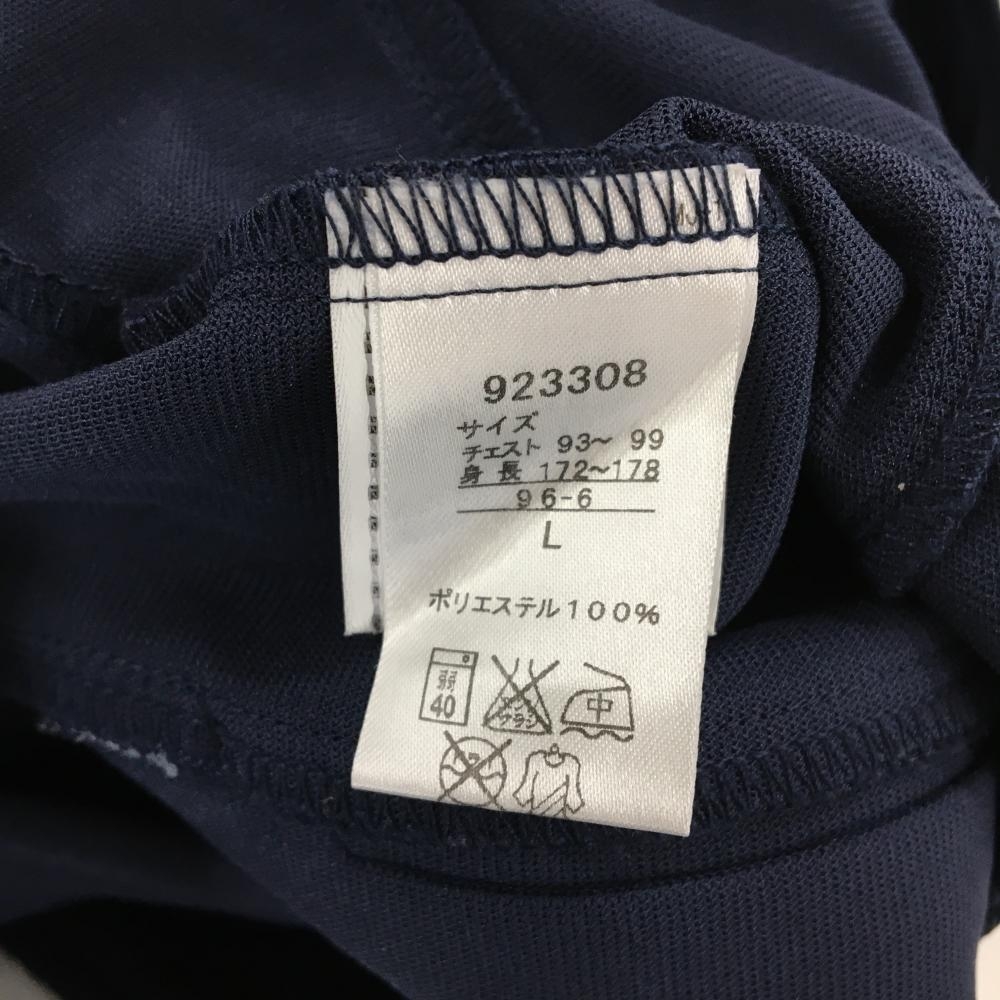 923308
サイズ
チェスト 93〜 99
身長 172〜178
96-6
L
ポリエステル100%
弱
40
中